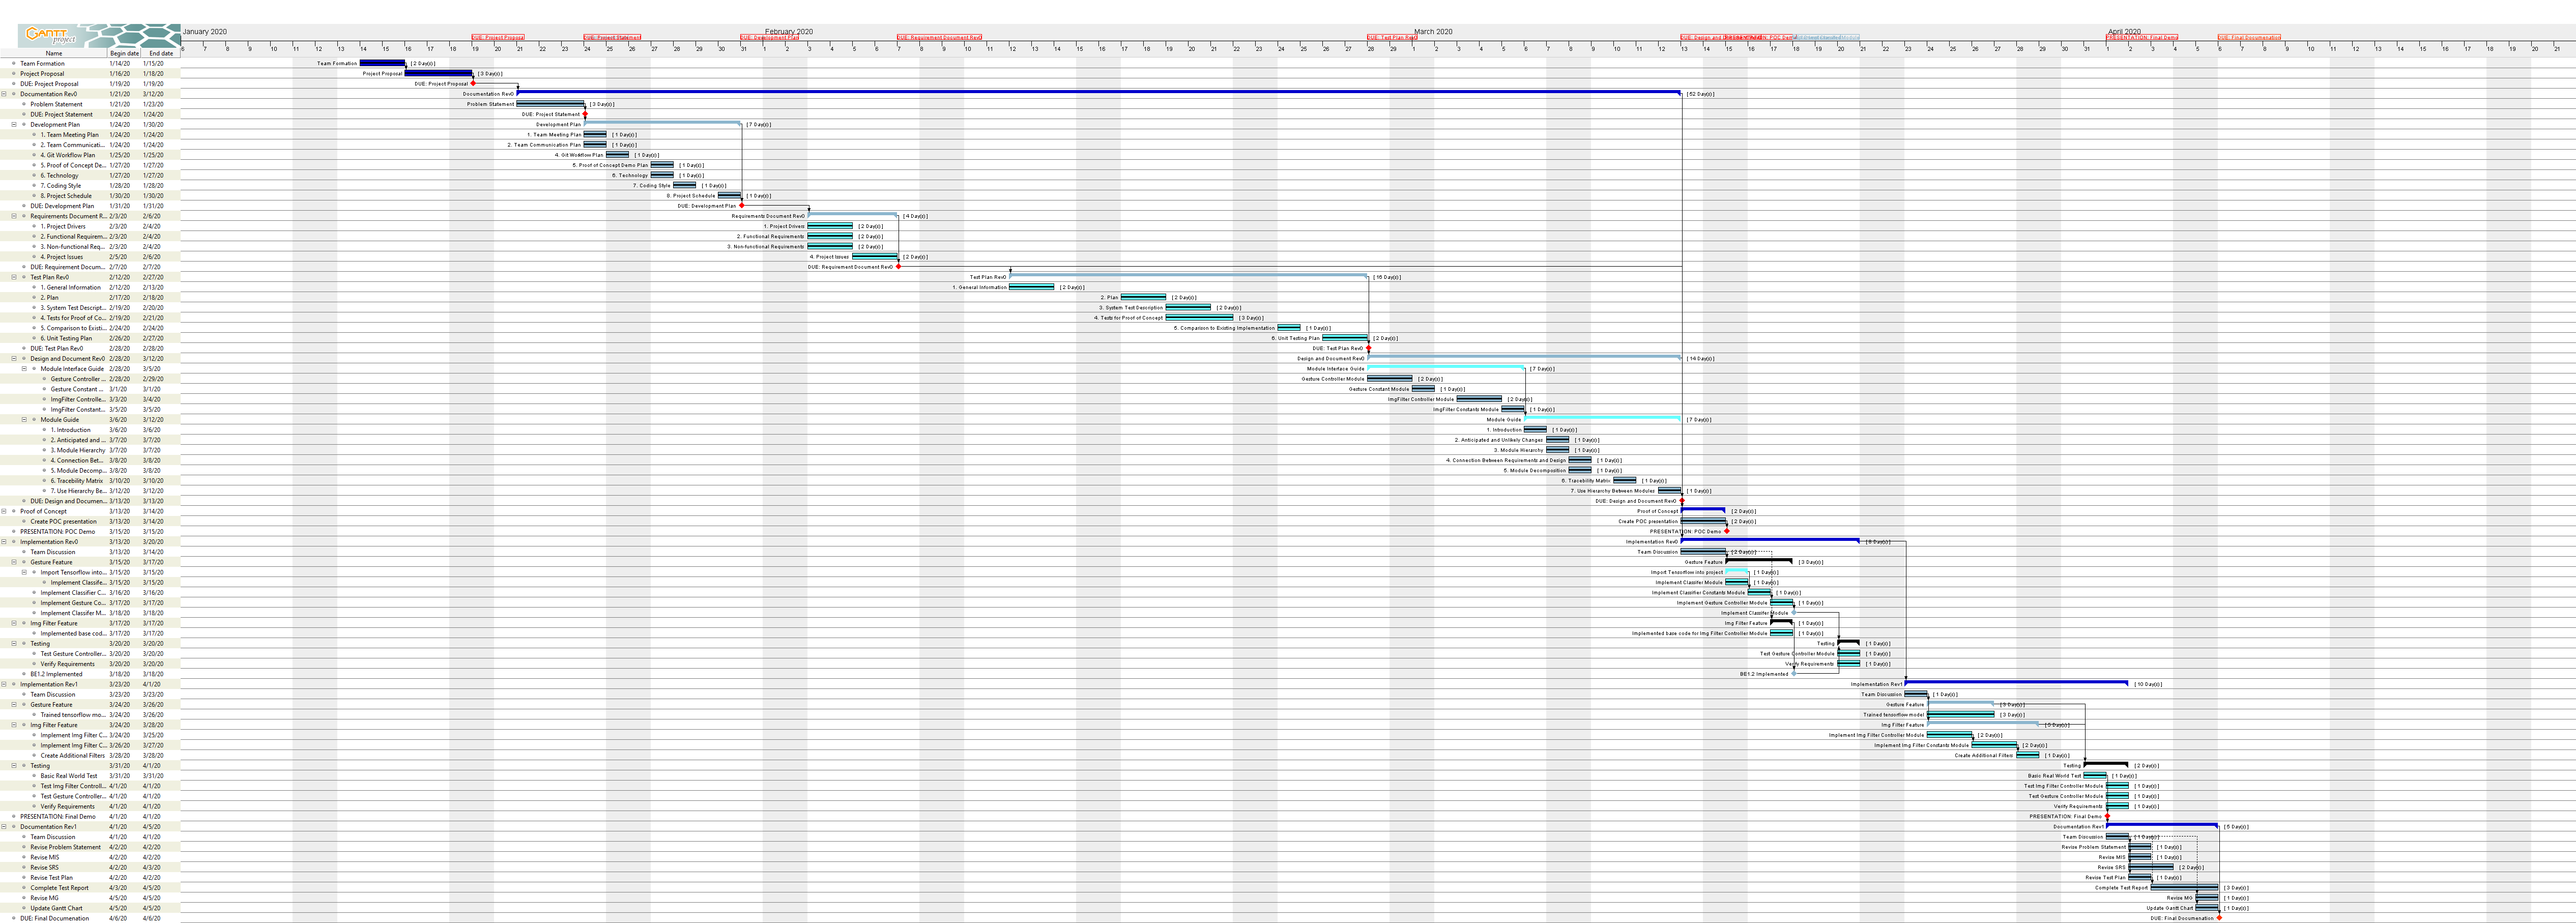 GANTT
project
January 2020
February 2020
March 2020
April 2020
DUE: Project Proposal
DUE: Project Statement
DUE: Development Plan
DUE: Requirement Document Rev0
DUE: Test Plan Rev0
PRESENTATION: Final Demo
DUE: Final Documenation
Name Begin date End date
Team Formation 1/14/20 1/15/20 Team Formation [ 2 Day(s) ]
Project Proposal 1/16/20 1/18/20 Project Proposal [ 3 Day(s) ]
DUE: Project Proposal 1/19/20 1/19/20 DUE: Project Proposal
Documentation Rev0 1/21/20 3/12/20 Documentation Rev0 [ 52 Day(s) ]
Problem Statement 1/21/20 1/23/20 Problem Statement [ 3 Day(s) ]
DUE: Project Statement 1/24/20 1/24/20 DUE: Project Statement
Development Plan 1/24/20 1/30/20 Development Plan [ 7 Day(s) ]
1. Team Meeting Plan 1/24/20 1/24/20 1. Team Meeting Plan [ 1 Day(s) ]
2. Team Communicati... 1/24/20 1/24/20 2. Team Communication Plan [ 1 Day(s) ]
4. Git Workflow Plan 1/25/20 1/25/20 4. Git Workflow Plan [ 1 Day(s) ]
5. Proof of Concept De... 1/27/20 1/27/20 5. Proof of Concept Demo Plan [ 1 Day(s) ]
6. Technology 1/27/20 1/27/20 6. Technology [ 1 Day(s) ]
7. Coding Style 1/28/20 1/28/20 7. Coding Style [ 1 Day(s) ]
8. Project Schedule 1/30/20 1/30/20 8. Project Schedule [ 1 Day(s) ]
DUE: Development Plan 1/31/20 1/31/20 DUE: Development Plan
Requirements Document R... 2/3/20 2/6/20 Requirements Document Rev0 [ 4 Day(s) ]
1. Project Drivers 2/3/20 2/4/20 1. Project Drivers [ 2 Day(s) ]
2. Functional Requirem... 2/3/20 2/4/20 2. Functional Requirements [ 2 Day(s) ]
3. Non-functional Req... 2/3/20 2/4/20 3. Non-functional Requirements [ 2 Day(s) ]
4. Project Issues 2/5/20 2/6/20 4. Project Issues [ 2 Day(s) ]
DUE: Requirement Docum... 2/7/20 2/7/20 DUE: Requirement Document Rev0
Test Plan Rev0 2/12/20 2/27/20 Test Plan Rev0 [ 16 Day(s) ]
1. General Information 2/12/20 2/13/20 1. General Information [ 2 Day(s) ]
2. Plan 2/17/20 2/18/20 2. Plan [ 2 Day(s) ]
3. System Test Descript... 2/19/20 2/20/20 3. System Test Description [ 2 Day(s) ]
4. Tests for Proof of Co... 2/19/20 2/21/20 4. Tests for Proof of Concept [ 3 Day(s) ]
5. Comparison to Existi... 2/24/20 2/24/20 5. Comparison to Existing Implementation [ 1 Day(s) ]
6. Unit Testing Plan 2/26/20 2/27/20 6. Unit Testing Plan [ 2 Day(s) ]
DUE: Test Plan Rev0 2/28/20 2/28/20 DUE: Test Plan Rev0
Design and Document Rev0 2/28/20 3/12/20 Design and Document Rev0 [ 14 Day(s) ]
Module Interface Guide 2/28/20 3/5/20 Module Interface Guide [ 7 Day(s) ]
Gesture Controller ... 2/28/20 2/29/20 Gesture Controller Module [ 2 Day(s) ]
Gesture Constant ... 3/1/20 3/1/20 Gesture Constant Module [ 1 Day(s) ]
ImgFilter Controlle... 3/3/20 3/4/20 ImgFilter Controller Module [ 2 Day(s) ]
ImgFilter Constant... 3/5/20 3/5/20 ImgFilter Constants Module [ 1 Day(s) ]
Module Guide 3/6/20 3/12/20 Module Guide [ 7 Day(s) ]
1. Introduction 3/6/20 3/6/20 1. Introduction [ 1 Day(s) ]
2. Anticipated and ... 3/7/20 3/7/20 2. Anticipated and Unlikely Changes [ 1 Day(s) ]
3. Module Hierarchy 3/7/20 3/7/20 3. Module Hierarchy [ 1 Day(s) ]
4. Connection Bet... 3/8/20 3/8/20 4. Connection Between Requirements and Design [ 1 Day(s) ]
5. Module Decomp... 3/8/20 3/8/20 5. Module Decomposition [ 1 Day(s) ]
6. Tracebility Matrix 3/10/20 3/10/20 6. Tracebility Matrix [ 1 Day(s) ]
7. Use Hierarchy Be... 3/12/20 3/12/20 7. Use Hierarchy Between Modules [ 1 Day(s) ]
DUE: Design and Documen... 3/13/20 3/13/20 DUE: Design and Document Rev0
Proof of Concept 3/13/20 3/14/20 Proof of Concept [ 2 Day(s) ]
Create POC presentation 3/13/20 3/14/20 Create POC presentation [ 2 Day(s) ]
PRESENTATION: POC Demo 3/15/20 3/15/20 PRESENTATION: POC Demo
Implementation Rev0 3/13/20 3/20/20 Implementation Rev0 [ 8 Day(s) ]
Team Discussion 3/13/20 3/14/20 Team Discussion [ 2 Day(s) ]
Gesture Feature 3/15/20 3/17/20 Gesture Feature [ 3 Day(s) ]
Import Tensorflow into... 3/15/20 3/15/20 Import Tensorflow into project [ 1 Day(s) ]
Implement Classife... 3/15/20 3/15/20 Implement Classifer Module [ 1 Day(s) ]
Implement Classifier C... 3/16/20 3/16/20 Implement Classifier Constants Module [ 1 Day(s) ]
Implement Gesture Co... 3/17/20 3/17/20 Implement Gesture Controller Module [ 1 Day(s) ]
Implement Classifer M... 3/18/20 3/18/20 Implement Classifer Module
Img Filter Feature 3/17/20 3/17/20 Img Filter Feature [ 1 Day(s) ]
Implemented base cod... 3/17/20 3/17/20 Implemented base code for Img Filter Controller Module [ 1 Day(s) ]
Testing 3/20/20 3/20/20 Testing [ 1 Day(s) ]
Test Gesture Controller... 3/20/20 3/20/20 Test Gesture Controller Module [ 1 Day(s) ]
Verify Requirements 3/20/20 3/20/20 Verify Requirements [ 1 Day(s) ]
BE1.2 Implemented 3/18/20 3/18/20 BE1.2 Implemented
Implementation Rev1 3/23/20 4/1/20 Implementation Rev1 [ 10 Day(s) ]
Team Discussion 3/23/20 3/23/20 Team Discussion [ 1 Day(s) ]
Gesture Feature 3/24/20 3/26/20 Gesture Feature [ 3 Day(s) ]
Trained tensorflow mo... 3/24/20 3/26/20 Trained tensorflow model [ 3 Day(s) ]
Img Filter Feature 3/24/20 3/28/20 Img Filter Feature [ 5 Day(s) ]
Implement Img Filter C... 3/24/20 3/25/20 Implement Img Filter Controller Module [ 2 Day(s) ]
Implement Img Filter C... 3/26/20 3/27/20 Implement Img Filter Constants Module [ 2 Day(s) ]
Create Additional Filters 3/28/20 3/28/20 Create Additional Filters [ 1 Day(s) ]
Testing 3/31/20 4/1/20 Testing [ 2 Day(s) ]
Basic Real World Test 3/31/20 3/31/20 Basic Real World Test [ 1 Day(s) ]
Test Img Filter Controll... 4/1/20 4/1/20 Test Img Filter Controller Module [ 1 Day(s) ]
Test Gesture Controller... 4/1/20 4/1/20 Test Gesture Controller Module [ 1 Day(s) ]
Verify Requirements 4/1/20 4/1/20 Verify Requirements [ 1 Day(s) ]
PRESENTATION: Final Demo 4/1/20 4/1/20 PRESENTATION: Final Demo
Documentation Rev1 4/1/20 4/5/20 Documentation Rev1 [ 5 Day(s) ]
Team Discussion 4/1/20 4/1/20 Team Discussion [ 1 Day(s) ]
Revise Problem Statement 4/2/20 4/2/20 Revise Problem Statement [ 1 Day(s) ]
Revise MIS 4/2/20 4/2/20 Revise MIS [ 1 Day(s) ]
Revise SRS 4/2/20 4/3/20 Revise SRS [ 2 Day(s) ]
Revise Test Plan 4/2/20 4/2/20 Revise Test Plan [ 1 Day(s) ]
Complete Test Report 4/3/20 4/5/20 Complete Test Report [ 3 Day(s) ]
Revise MG 4/5/20 4/5/20 Revise MG [ 1 Day(s) ]
Update Gantt Chart 4/5/20 4/5/20 Update Gantt Chart [ 1 Day(s) ]
DUE: Final Documenation 4/6/20 4/6/20 DUE: Final Documenation